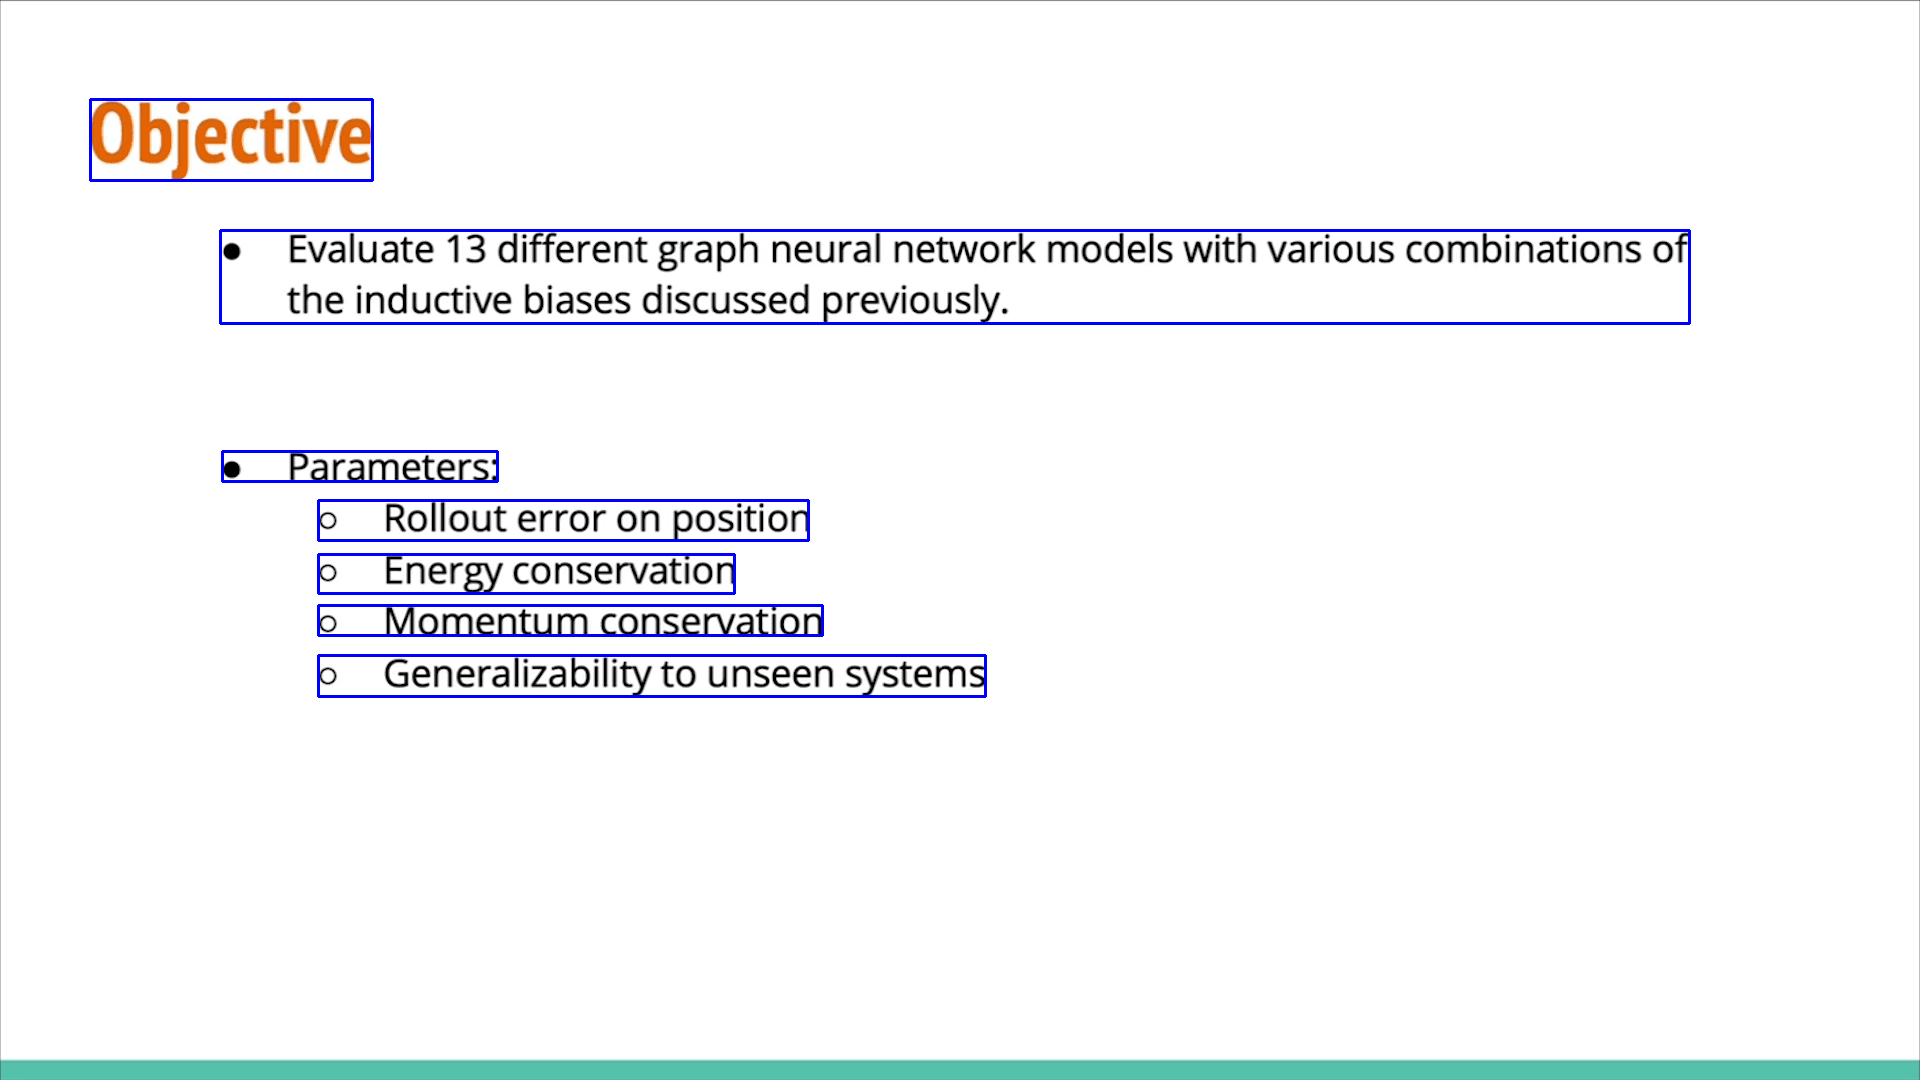 Objective
● Evaluate 13 different graph neural network models with various combinations of
the inductive biases discussed previously.
● Parameters:
○ Rollout error on position
○ Energy conservation
○ Momentum conservation
○ Generalizability to unseen systems